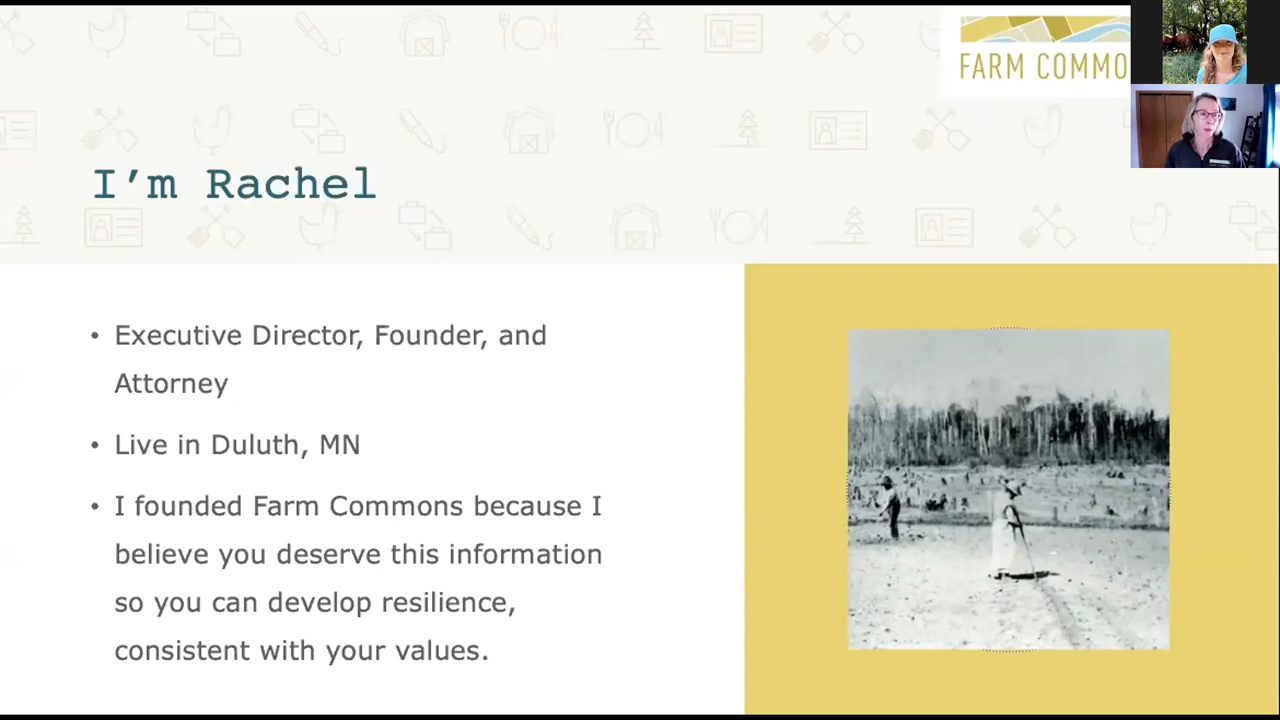 FARM COMMO
I’m Rachel
• Executive Director, Founder, and
Attorney
• Live in Duluth, MN
• I founded Farm Commons because I
believe you deserve this information
so you can develop resilience,
consistent with your values.